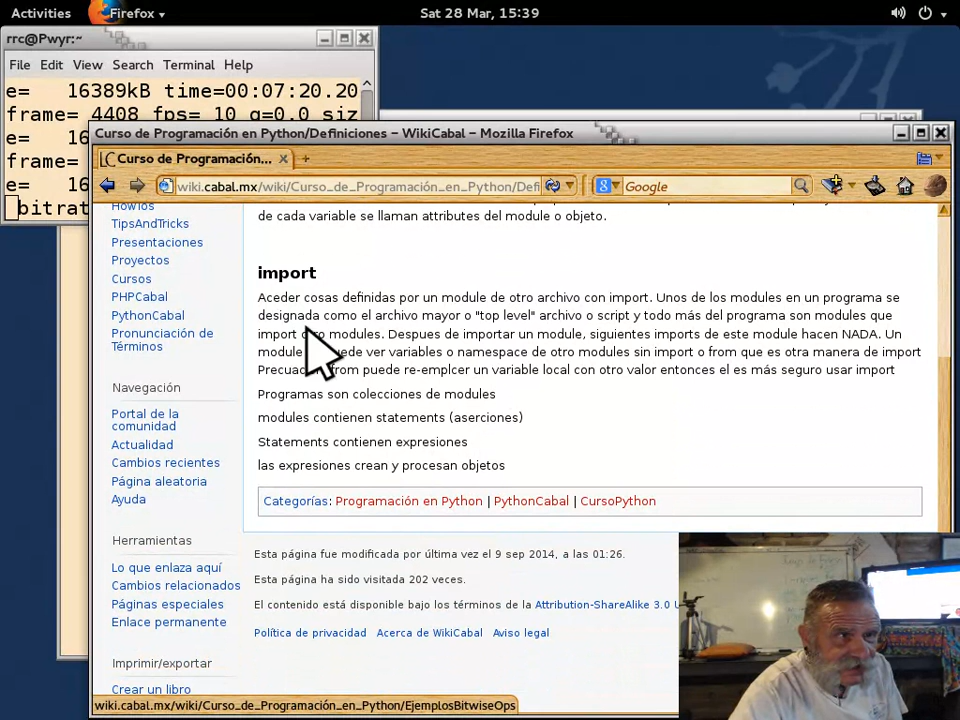 Activities
Firefox
Sat 28 Mar, 15:39
rrc@Pwyr:~
File Edit View Search Terminal Help
e= 16389kB time=00:07:20.20
frame= 4408 fps= 10 q=0.0 siz
e= 16
frame=
e= 16
bitrat
Curso de Programación en Python/Definiciones – WikiCabal – Mozilla Firefox
Curso de Programación...
wiki.cabal.mx/wiki/Curso_de_Programación_en_Python/Defi
Google
HowTos
TipsAndTricks
Presentaciones
Proyectos
Cursos
PHPCabal
PythonCabal
Pronunciación de
Términos
Navegación
Portal de la
comunidad
Actualidad
Cambios recientes
Página aleatoria
Ayuda
Herramientas
Lo que enlaza aquí
Cambios relacionados
Páginas especiales
Enlace permanente
Imprimir/exportar
Crear un libro
de cada variable se llaman attributes del module o objeto.
import
Aceder cosas definidas por un module de otro archivo con import. Unos de los modules en un programa se
designada como el archivo mayor o "top level" archivo o script y todo más del programa son modules que
import otro modules. Despues de importar un module, siguientes imports de este module hacen NADA. Un
module puede ver variables o namespace de otro modules sin import o from que es otra manera de import
from puede re-emplcer un variable local con otro valor entonces el es más seguro usar import
Programas son colecciones de modules
modules contienen statements (aserciones)
Statements contienen expresiones
las expresiones crean y procesan objetos
Categorías: Programación en Python | PythonCabal | CursoPython
Esta página fue modificada por última vez el 9 sep 2014, a las 01:26.
Esta página ha sido visitada 202 veces.
El contenido está disponible bajo los términos de la Attribution-ShareAlike 3.0 U
Política de privacidad Acerca de WikiCabal Aviso legal
wiki.cabal.mx/wiki/Curso_de_Programación_en_Python/EjemplosBitwiseOps